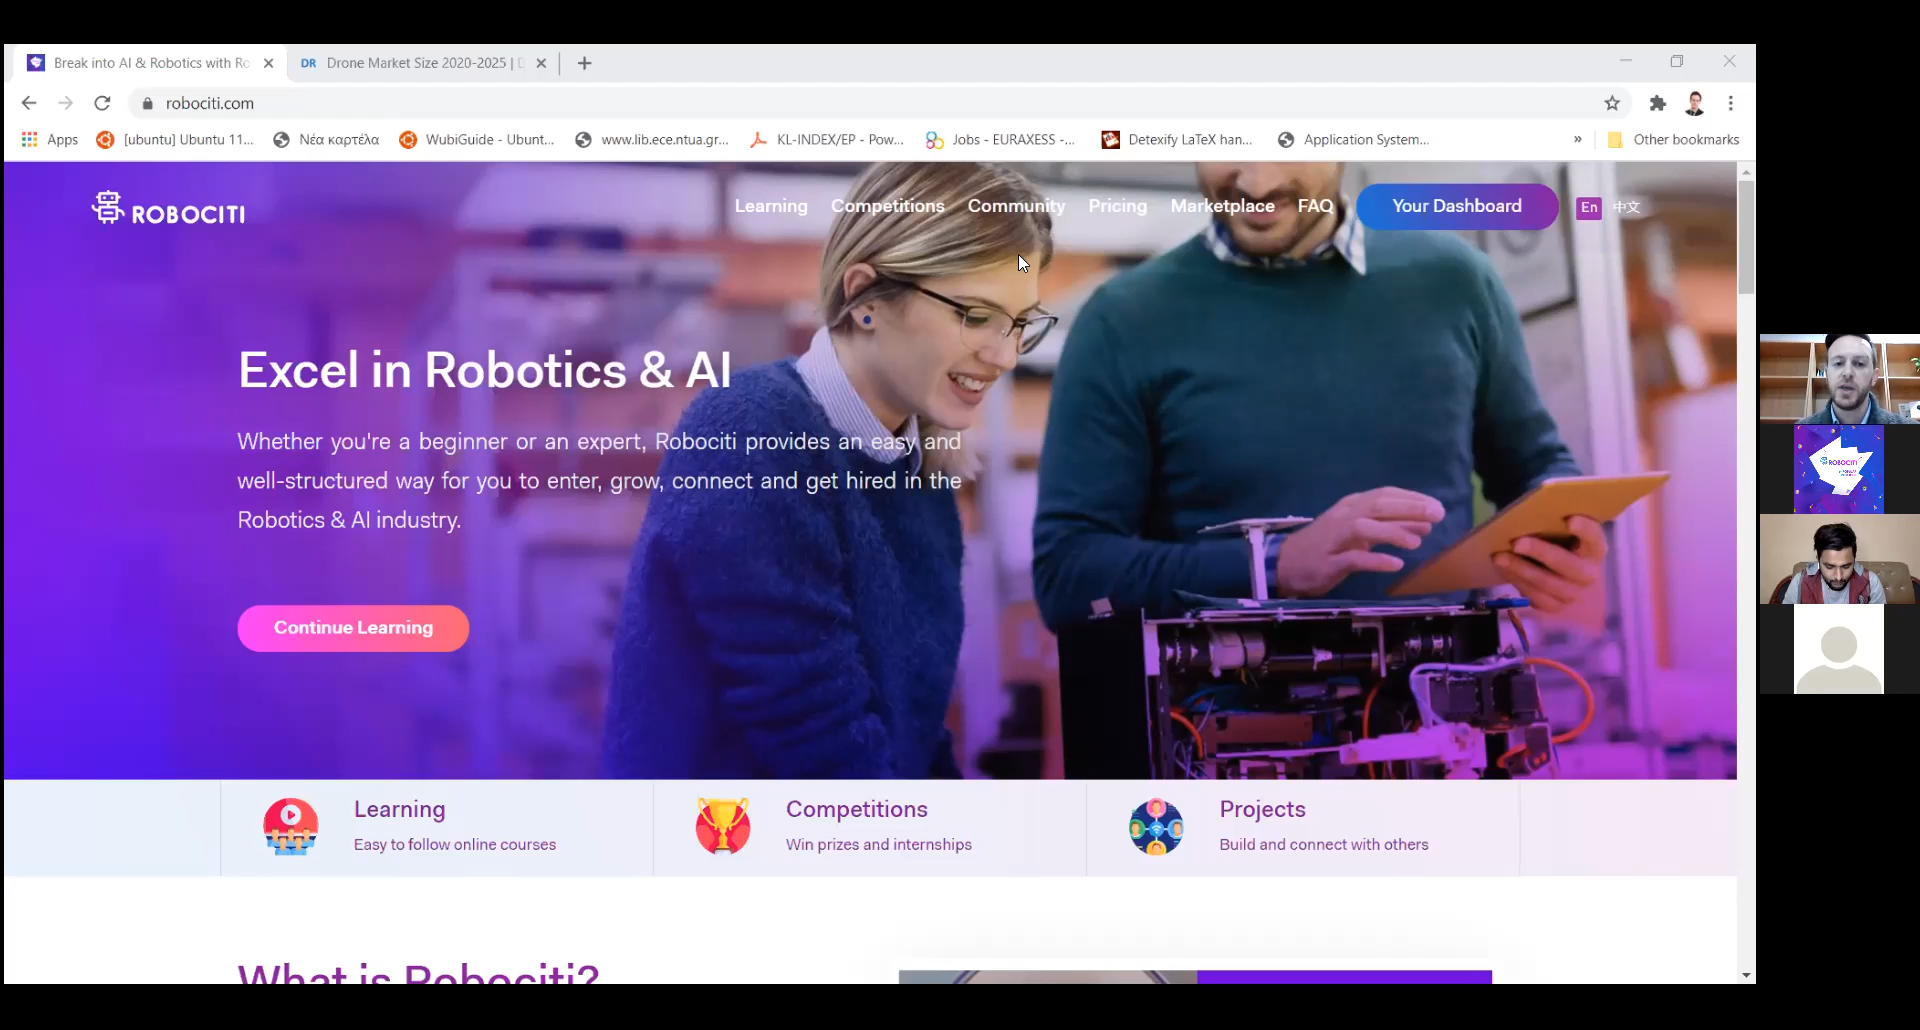 Break into AI & Robotics with Ro
DR Drone Market Size 2020-2025 | D
robociti.com
Apps
[ubuntu] Ubuntu 11...
Νέα καρτέλα
WubiGuide - Ubunt...
www.lib.ece.ntua.gr...
KL-INDEX/EP - Pow...
Jobs - EURAXESS -...
Detexify LaTeX han...
Application System...
»
Other bookmarks
ROBOCITI
Learning
Competitions
Community
Pricing
Marketplace
FAQ
Your Dashboard
En
中文
Excel in Robotics & AI
Whether you're a beginner or an expert, Robociti provides an easy and
well-structured way for you to enter, grow, connect and get hired in the
Robotics & AI industry.
Continue Learning
ROBOCITI
Learning
Easy to follow online courses
Competitions
Win prizes and internships
Projects
Build and connect with others
What is Robociti?